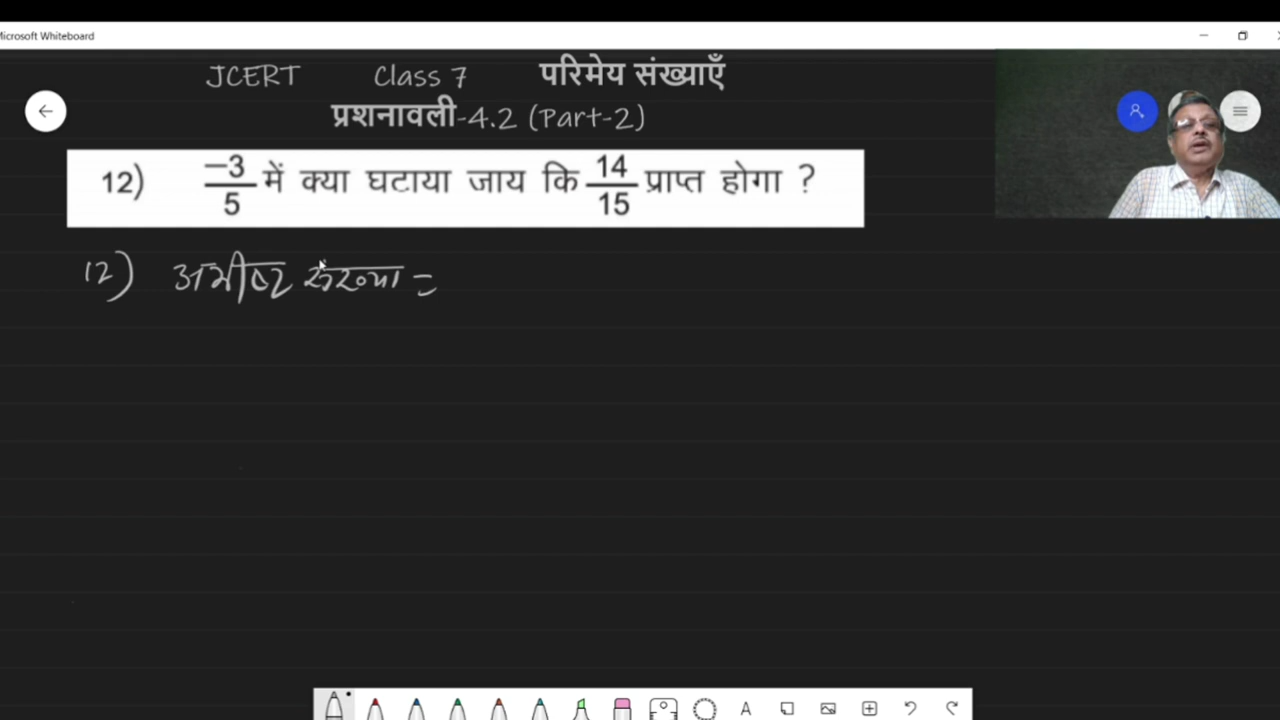 Microsoft Whiteboard
JCERT Class 7 परिमेय संख्याएँ
प्रशनावली-4.2 (Part-2)
12) -3/5 में क्या घटाया जाय कि 14/15 प्राप्त होगा ?
12) अभीष्ट संख्या =
A